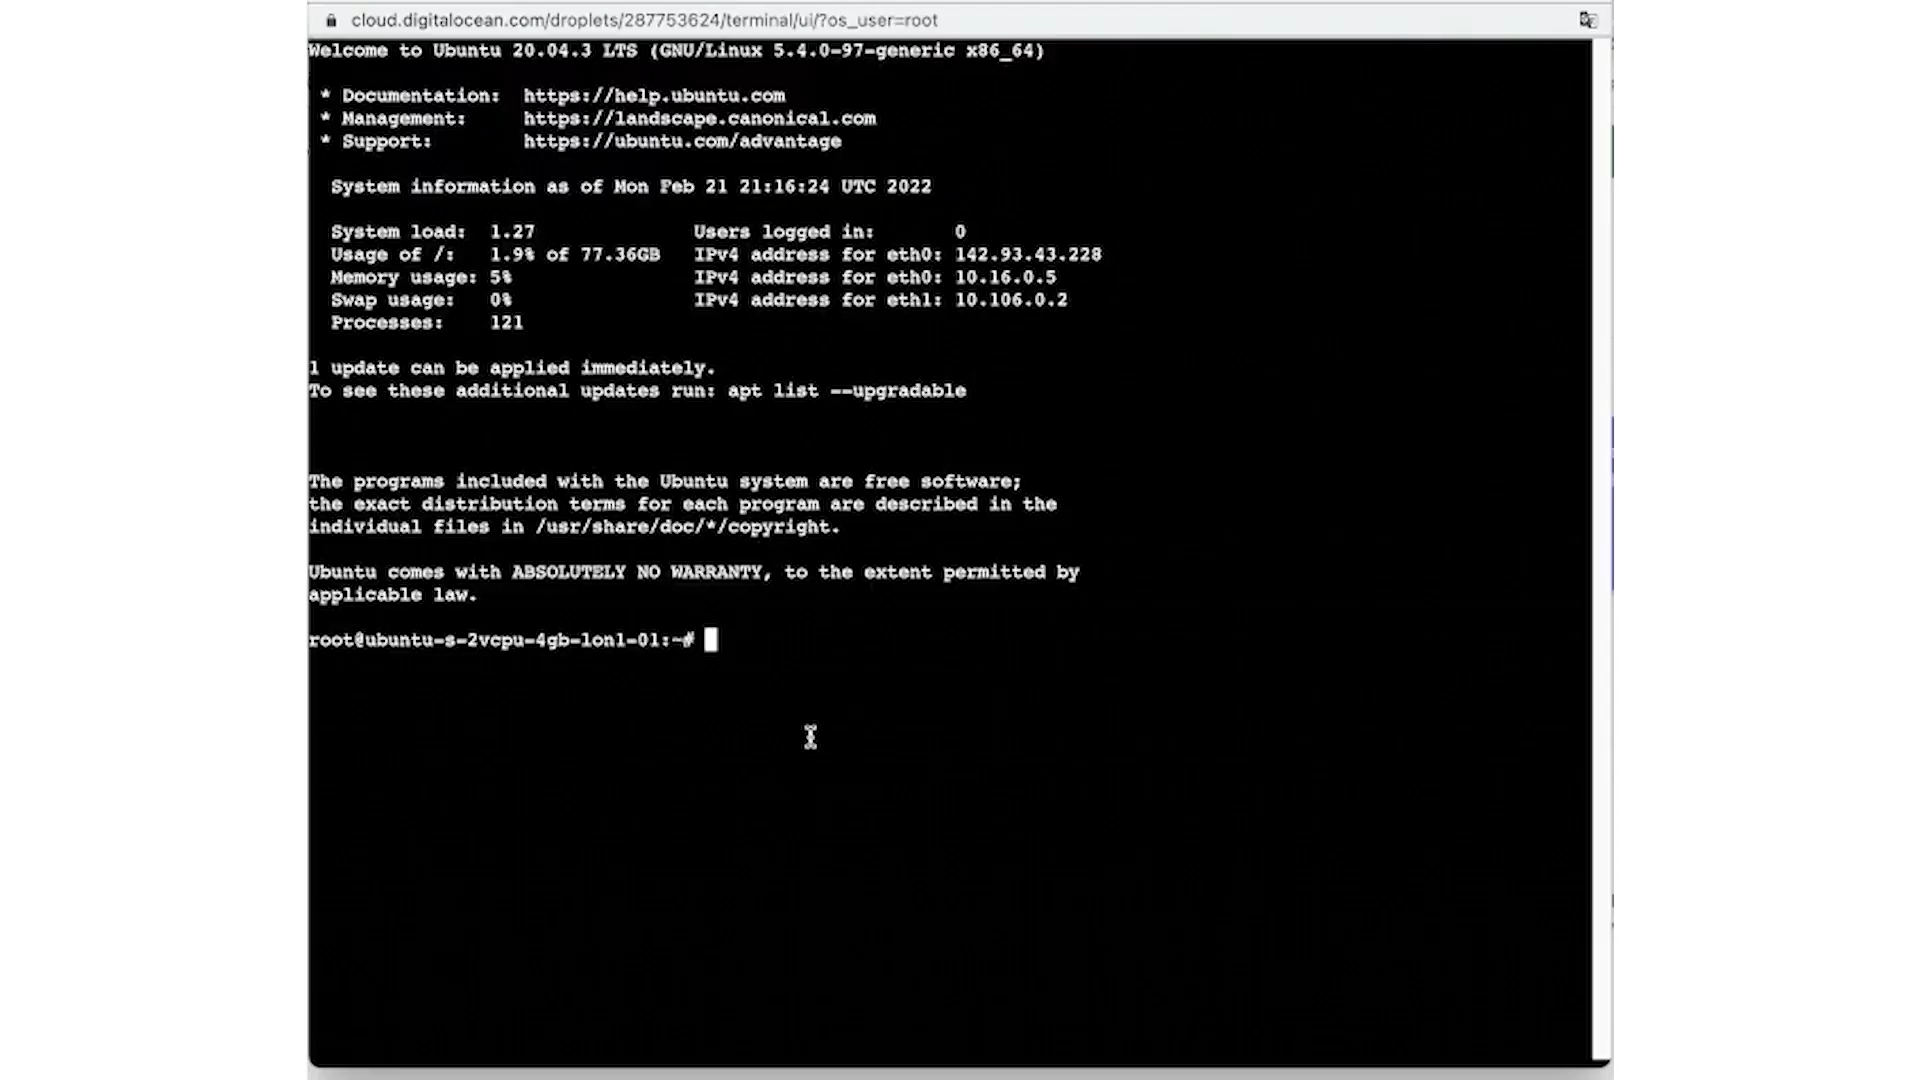 cloud.digitalocean.com/droplets/287753624/terminal/ui/?os_user=root
Welcome to Ubuntu 20.04.3 LTS (GNU/Linux 5.4.0-97-generic x86_64)
* Documentation:  https://help.ubuntu.com
* Management:     https://landscape.canonical.com
* Support:        https://ubuntu.com/advantage
System information as of Mon Feb 21 21:16:24 UTC 2022
System load:  1.27              Users logged in:       0
Usage of /:   1.9% of 77.36GB   IPv4 address for eth0: 142.93.43.228
Memory usage: 5%                IPv4 address for eth0: 10.16.0.5
Swap usage:   0%                IPv4 address for eth1: 10.106.0.2
Processes:    121
1 update can be applied immediately.
To see these additional updates run: apt list --upgradable
The programs included with the Ubuntu system are free software;
the exact distribution terms for each program are described in the
individual files in /usr/share/doc/*/copyright.
Ubuntu comes with ABSOLUTELY NO WARRANTY, to the extent permitted by
applicable law.
root@ubuntu-s-2vcpu-4gb-lon1-01:~#